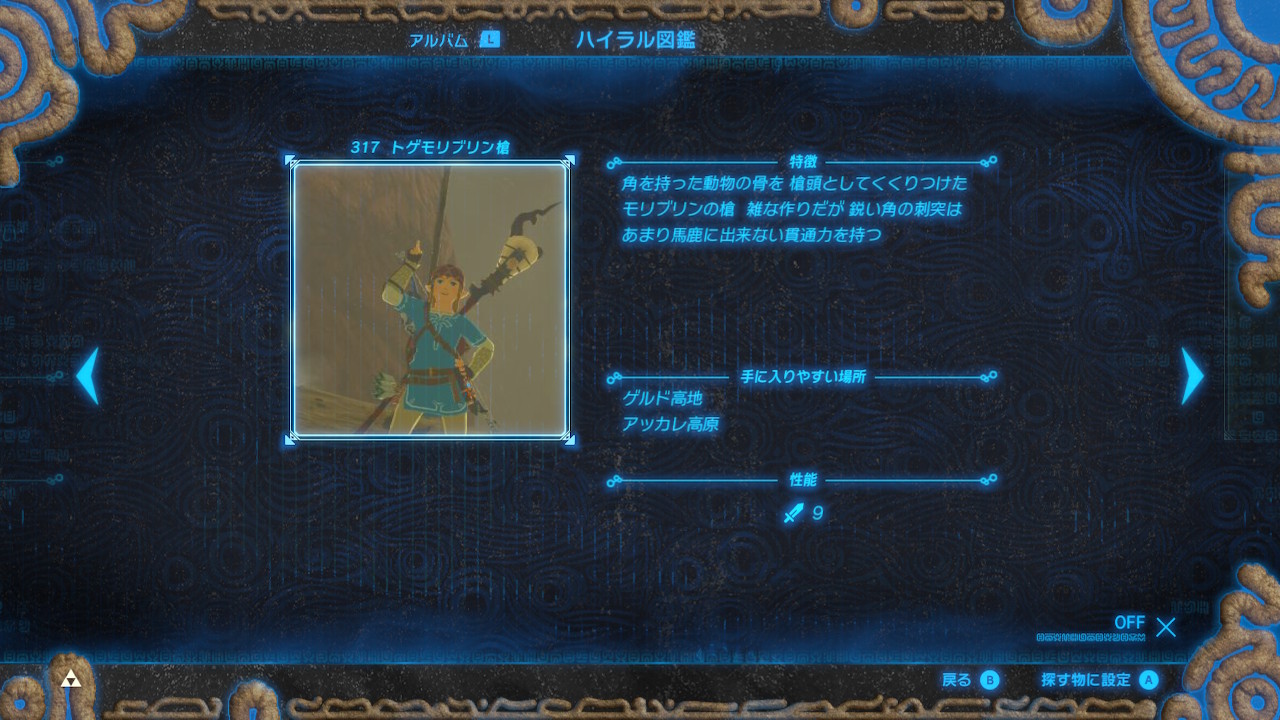 アルバム L
ハイラル図鑑
317 トゲモリブリン槍
特徴
角を持った動物の骨を 槍頭としてくくりつけた
モリブリンの槍 雑な作りだが 鋭い角の刺突は
あまり馬鹿に出来ない貫通力を持つ
手に入りやすい場所
ゲルド高地
アッカレ高原
性能
9
OFF
戻る B
探す物に設定 A